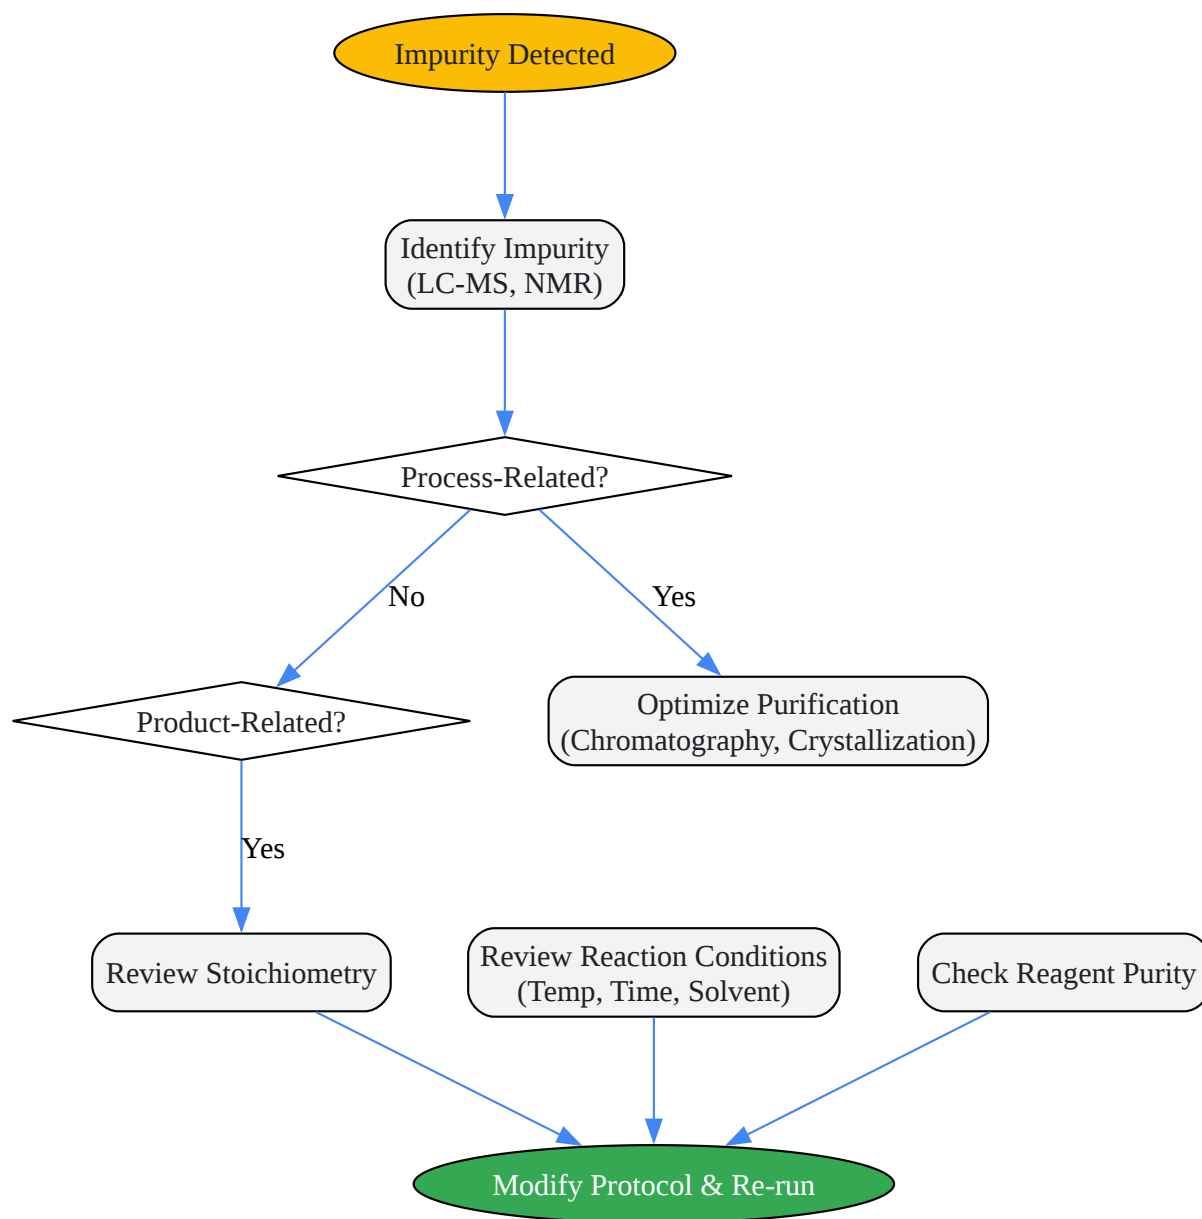 Impurity Detected
Identify Impurity
(LC-MS, NMR)
Process-Related?
No
Yes
Product-Related?
Optimize Purification
(Chromatography, Crystallization)
Yes
Review Stoichiometry
Review Reaction Conditions
(Temp, Time, Solvent)
Check Reagent Purity
Modify Protocol & Re-run